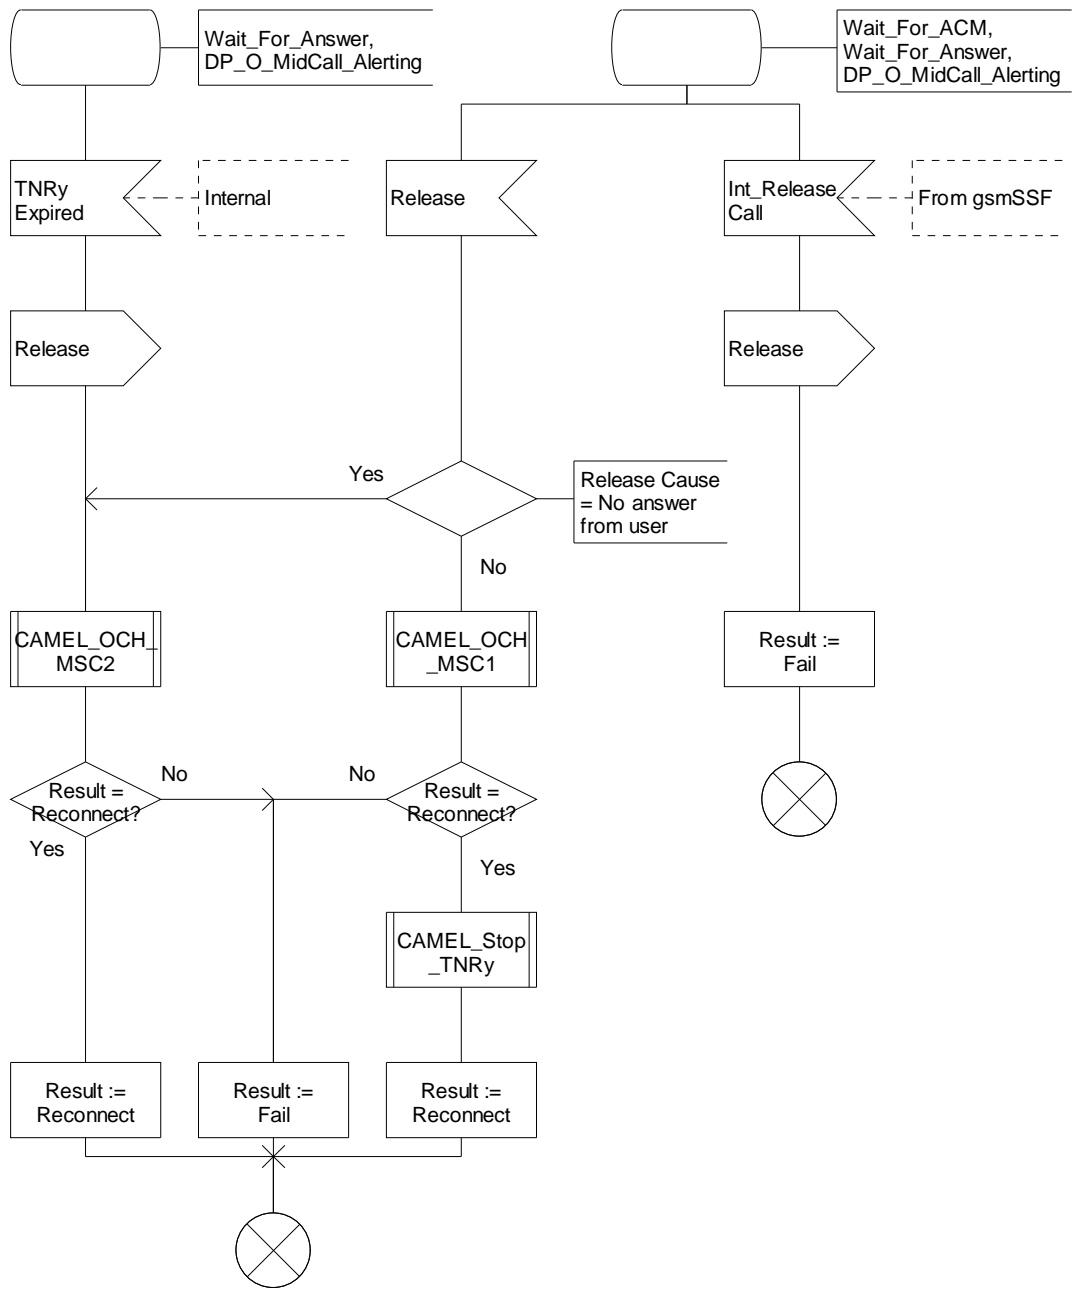 Wait_For_Answer,
DP_O_MidCall_Alerting
Wait_For_ACM,
Wait_For_Answer,
DP_O_MidCall_Alerting
TNRy
Expired
Internal
Release
Int_Release
Call
From gsmSSF
Release
Release
Yes
Release Cause
= No answer
from user
No
CAMEL_OCH_
MSC2
CAMEL_OCH
_MSC1
Result :=
Fail
Result =
Reconnect?
No
No
Result =
Reconnect?
Yes
Yes
CAMEL_Stop
_TNRy
Result :=
Reconnect
Result :=
Fail
Result :=
Reconnect